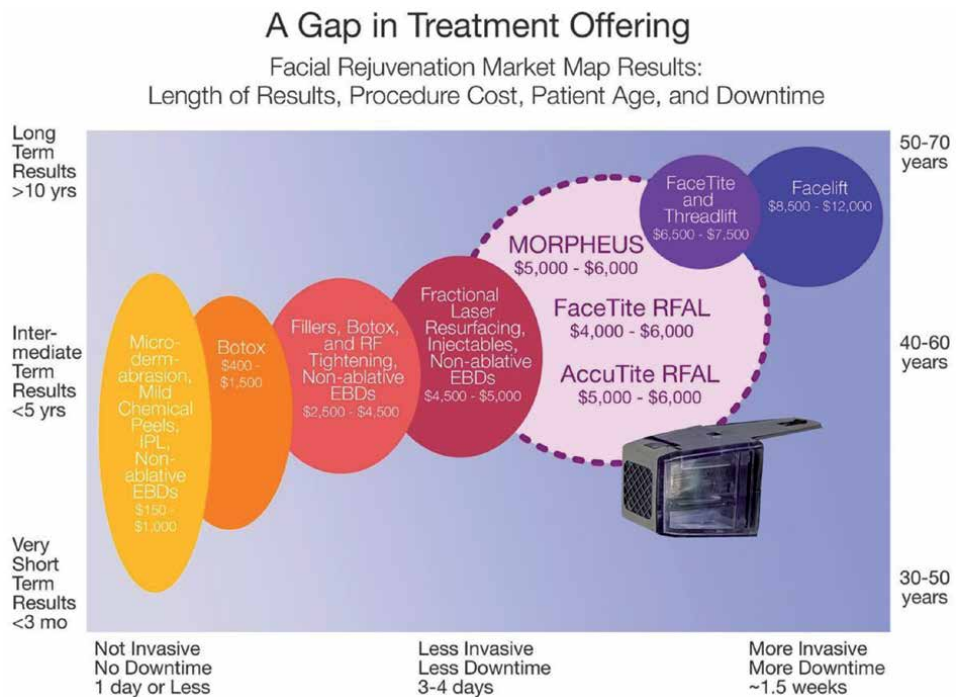 A Gap in Treatment Offering
Facial Rejuvenation Market Map Results:
Length of Results, Procedure Cost, Patient Age, and Downtime
Long
Term
Results
>10 yrs
Inter-
mediate
Term
Results
<5 yrs
Very
Short
Term
Results
<3 mo
Micro-
derm-
abrasion,
Mild
Chemical
Peels,
IPL,
Non-
ablative
EBDs
$150 -
$1,000
Botox
$400 -
$1,500
Fillers, Botox,
and RF
Tightening,
Non-ablative
EBDs
$2,500 - $4,500
Fractional
Laser
Resurfacing,
Injectables,
Non-ablative
EBDs
$4,500 - $5,000
MORPHEUS
$5,000 - $6,000
FaceTite RFAL
$4,000 - $6,000
AccuTite RFAL
$5,000 - $6,000
FaceTite
and
Threadlift
$6,500 - $7,500
Facelift
$8,500 - $12,000
50-70
years
40-60
years
30-50
years
Not Invasive
No Downtime
1 day or Less
Less Invasive
Less Downtime
3-4 days
More Invasive
More Downtime
~1.5 weeks